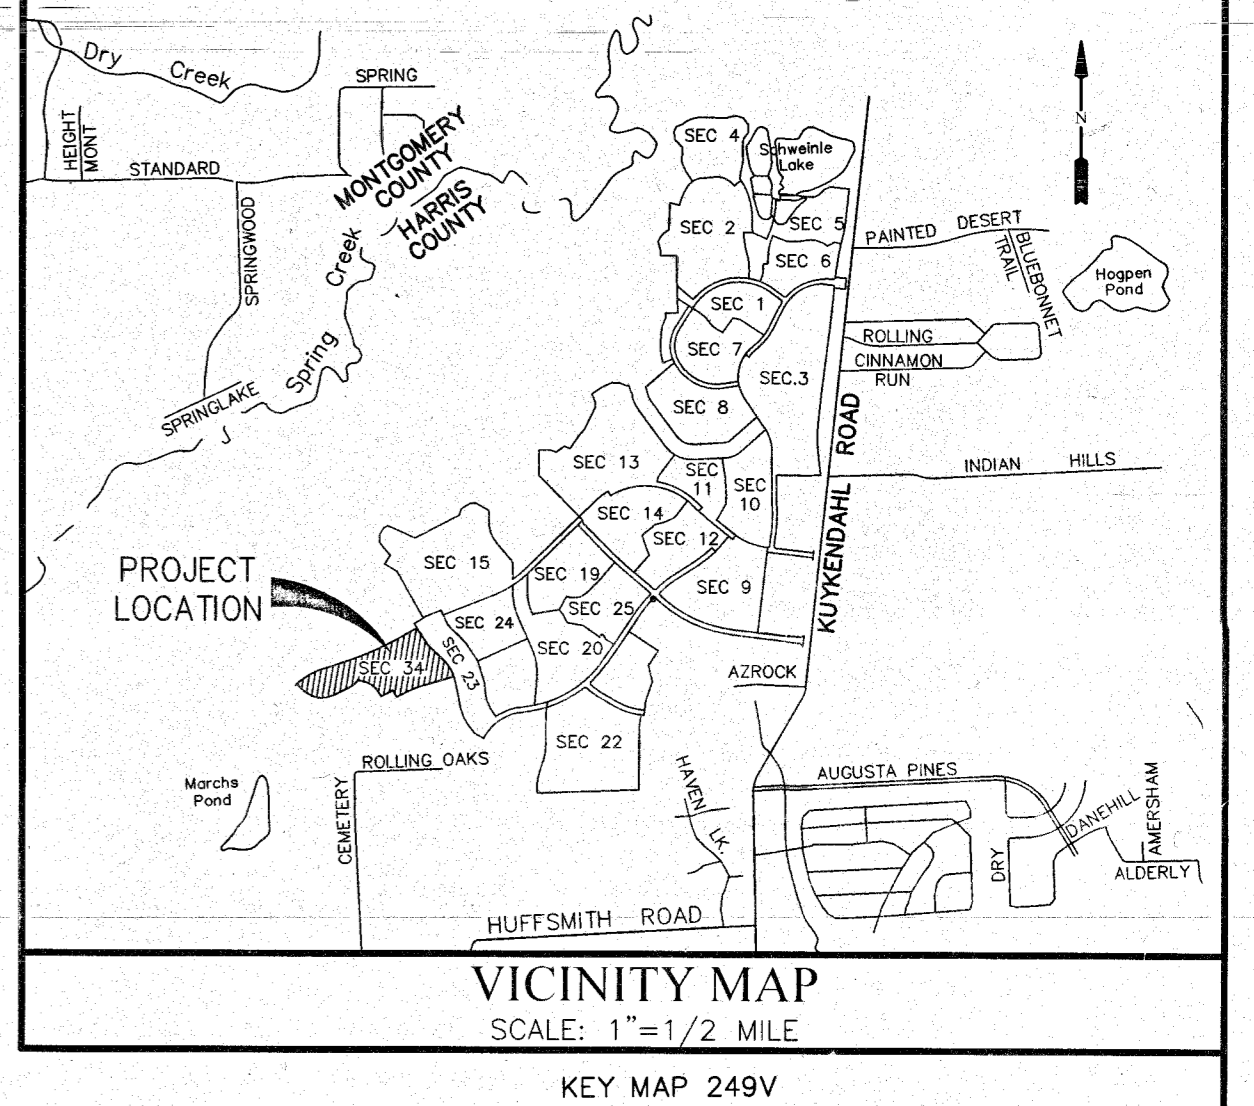 Dry
Creek
SPRING
HEIGHT
MONT
STANDARD
MONTGOMERY
COUNTY
HARRIS
COUNTY
SPRINGWOOD
Creek
Spring
SPRINGLAKE
SEC 4
Schweinle
Lake
N
SEC 2
SEC 5
PAINTED DESERT
SEC 6
BLUEBONNET
TRAIL
Hogpen
Pond
SEC 1
ROLLING
SEC 7
CINNAMON
RUN
SEC.3
SEC 8
KUYKENDAHL ROAD
SEC 13
SEC
11
SEC
10
INDIAN HILLS
SEC 14
SEC 12
SEC 15
SEC 19
SEC 9
PROJECT
LOCATION
SEC 25
SEC 24
SEC 20
SEC 34
SEC 23
AZROCK
SEC 22
ROLLING OAKS
Marchs
Pond
CEMETERY
HAVEN
LK.
AUGUSTA PINES
DANEHILL
AMERSHAM
DRY
ALDERLY
HUFFSMITH ROAD
VICINITY MAP
SCALE: 1"=1/2 MILE
KEY MAP 249V